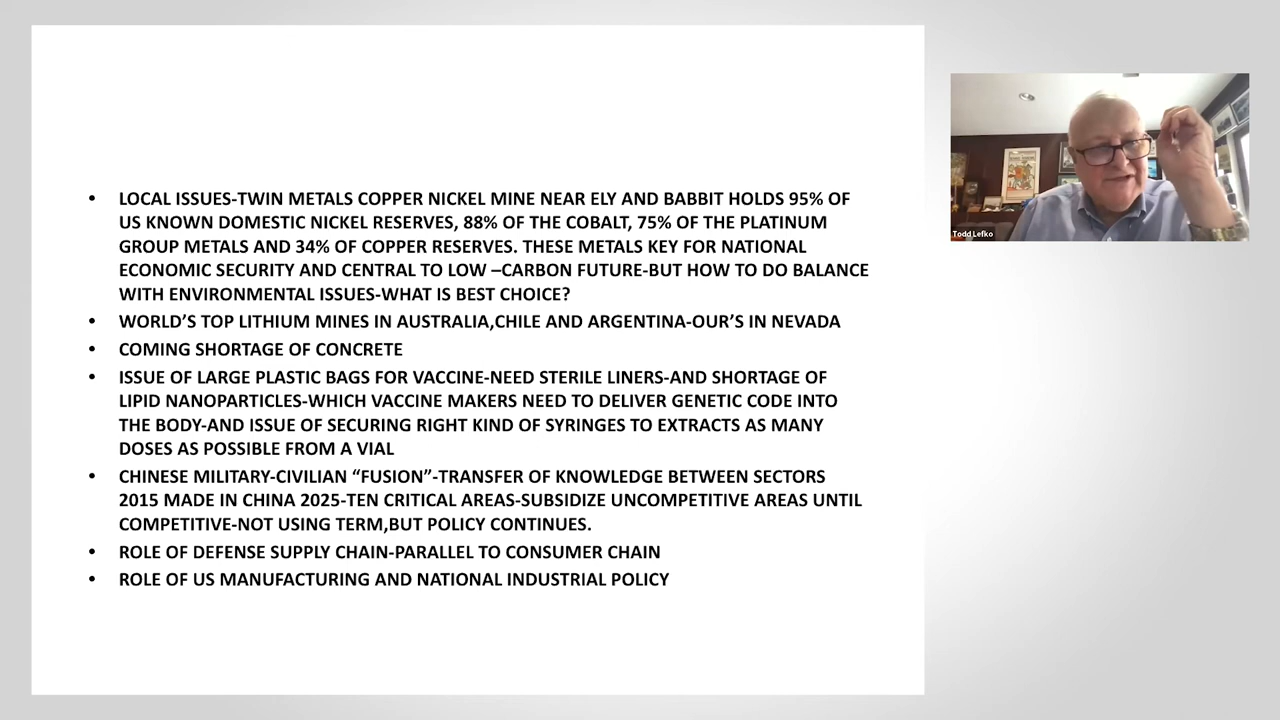 • LOCAL ISSUES-TWIN METALS COPPER NICKEL MINE NEAR ELY AND BABBIT HOLDS 95% OF
US KNOWN DOMESTIC NICKEL RESERVES, 88% OF THE COBALT, 75% OF THE PLATINUM
GROUP METALS AND 34% OF COPPER RESERVES. THESE METALS KEY FOR NATIONAL
ECONOMIC SECURITY AND CENTRAL TO LOW –CARBON FUTURE-BUT HOW TO DO BALANCE
WITH ENVIRONMENTAL ISSUES-WHAT IS BEST CHOICE?
• WORLD’S TOP LITHIUM MINES IN AUSTRALIA,CHILE AND ARGENTINA-OUR’S IN NEVADA
• COMING SHORTAGE OF CONCRETE
• ISSUE OF LARGE PLASTIC BAGS FOR VACCINE-NEED STERILE LINERS-AND SHORTAGE OF
LIPID NANOPARTICLES-WHICH VACCINE MAKERS NEED TO DELIVER GENETIC CODE INTO
THE BODY-AND ISSUE OF SECURING RIGHT KIND OF SYRINGES TO EXTRACTS AS MANY
DOSES AS POSSIBLE FROM A VIAL
• CHINESE MILITARY-CIVILIAN “FUSION”-TRANSFER OF KNOWLEDGE BETWEEN SECTORS
2015 MADE IN CHINA 2025-TEN CRITICAL AREAS-SUBSIDIZE UNCOMPETITIVE AREAS UNTIL
COMPETITIVE-NOT USING TERM,BUT POLICY CONTINUES.
• ROLE OF DEFENSE SUPPLY CHAIN-PARALLEL TO CONSUMER CHAIN
• ROLE OF US MANUFACTURING AND NATIONAL INDUSTRIAL POLICY
Todd Lefko